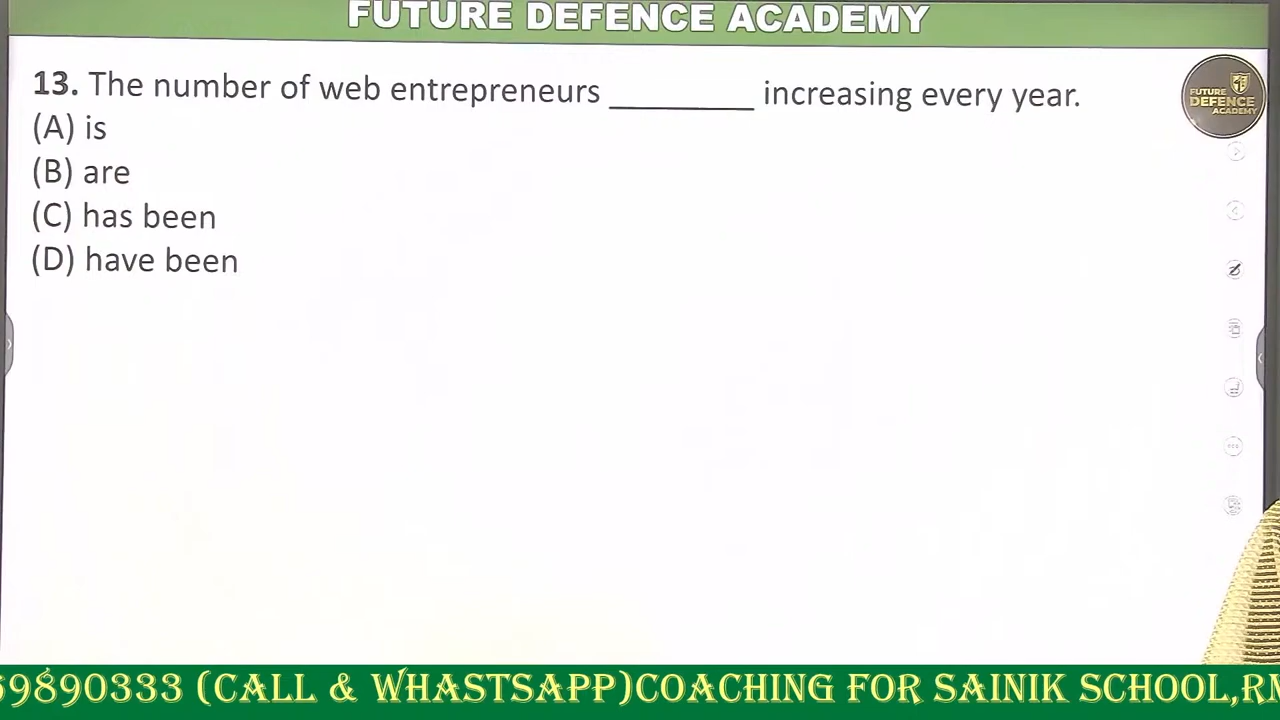 FUTURE DEFENCE ACADEMY
13. The number of web entrepreneurs ________ increasing every year.
(A) is
(B) are
(C) has been
(D) have been
FUTURE
DEFENCE
ACADEMY
69890333 (CALL & WHASTSAPP)COACHING FOR SAINIK SCHOOL,RM